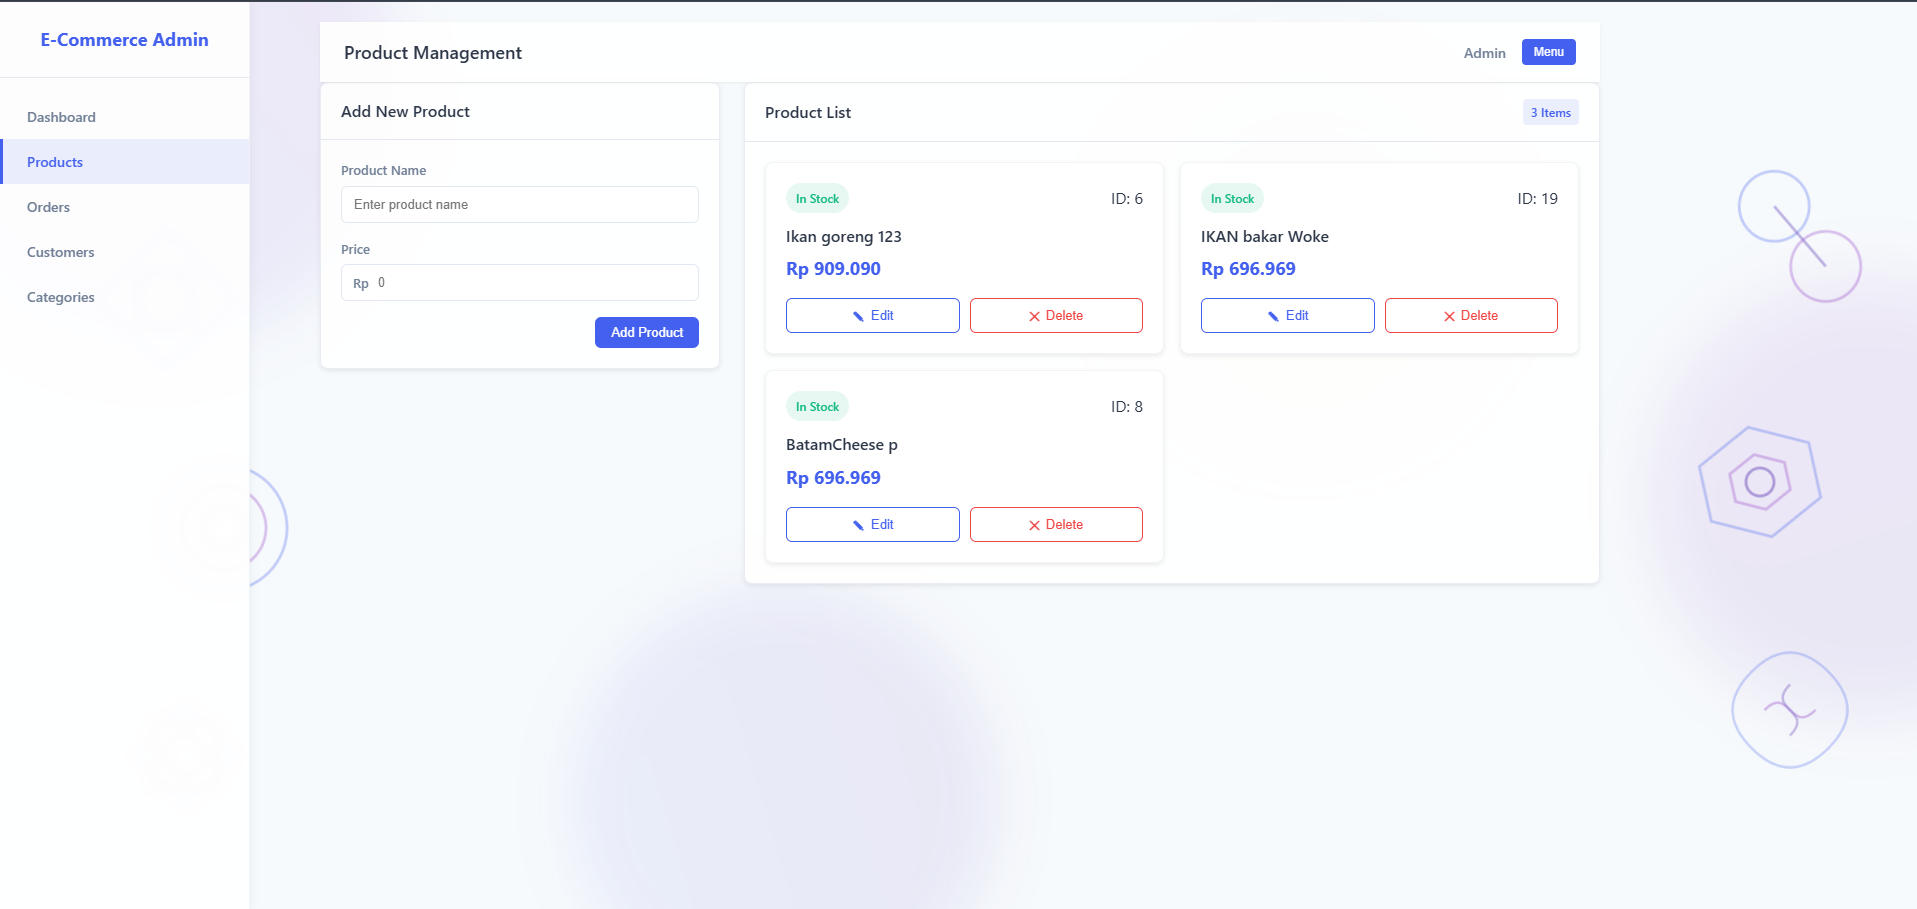 E-Commerce Admin
Dashboard
Products
Orders
Customers
Categories
Product Management
Admin
Menu
Add New Product
Product Name
Enter product name
Price
Rp 0
Add Product
Product List
3 Items
In Stock
ID: 6
Ikan goreng 123
Rp 909.090
Edit
Delete
In Stock
ID: 19
IKAN bakar Woke
Rp 696.969
Edit
Delete
In Stock
ID: 8
BatamCheese p
Rp 696.969
Edit
Delete